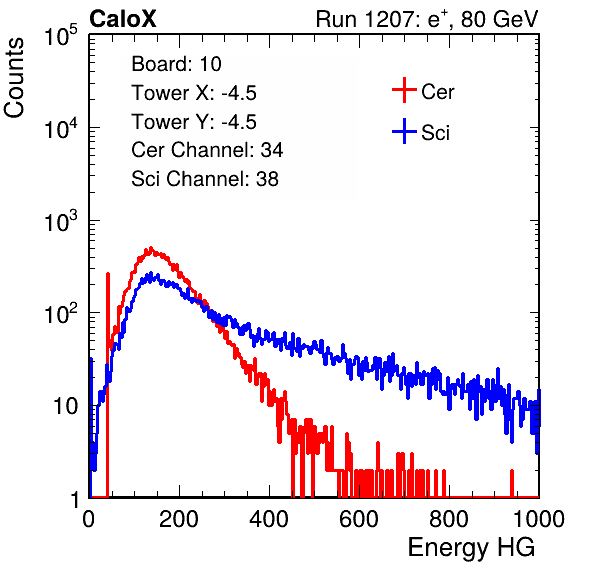 CaloX Run 1207: e⁺, 80 GeV
Counts
Board: 10
Tower X: -4.5
Tower Y: -4.5
Cer Channel: 34
Sci Channel: 38
Cer
Sci
10⁵
10⁴
10³
10²
10
1
0 200 400 600 800 1000
Energy HG